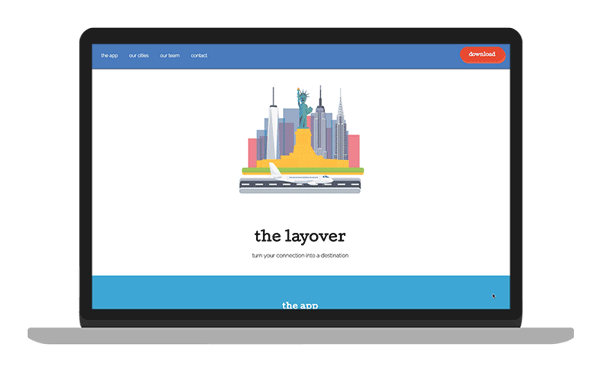 the app our cities our team contact download
the layover
turn your connection into a destination
the app